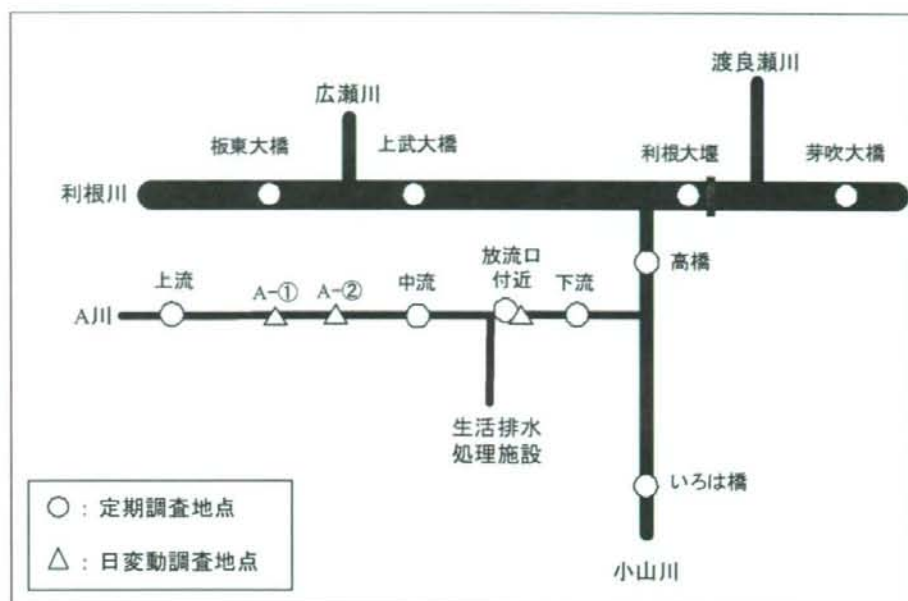 渡良瀬川
広瀬川
板東大橋
上武大橋
利根大堰
芽吹大橋
利根川
放流口
付近
高橋
上流
A-①
A-②
中流
下流
A川
生活排水
処理施設
いろは橋
○ : 定期調査地点
△ : 日変動調査地点
小山川